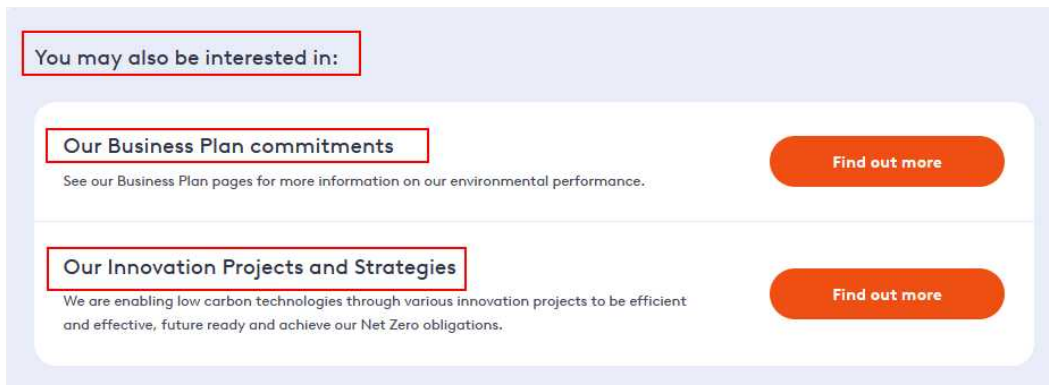 You may also be interested in:
Our Business Plan commitments
See our Business Plan pages for more information on our environmental performance.
Find out more
Our Innovation Projects and Strategies
We are enabling low carbon technologies through various innovation projects to be efficient
and effective, future ready and achieve our Net Zero obligations.
Find out more